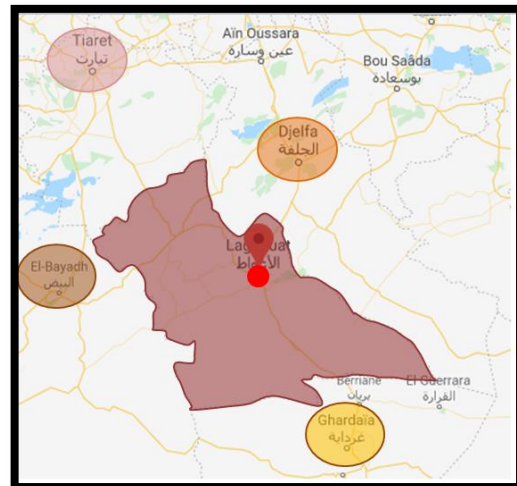 Tiaret
تيارت
Aïn Oussara
عين وسارة
Bou Saâda
بوسعادة
Djelfa
الجلفة
Laghouat
الأغواط
El-Bayadh
البيض
Berriane
بريان
El Guerrara
القرارة
Ghardaïa
غرداية